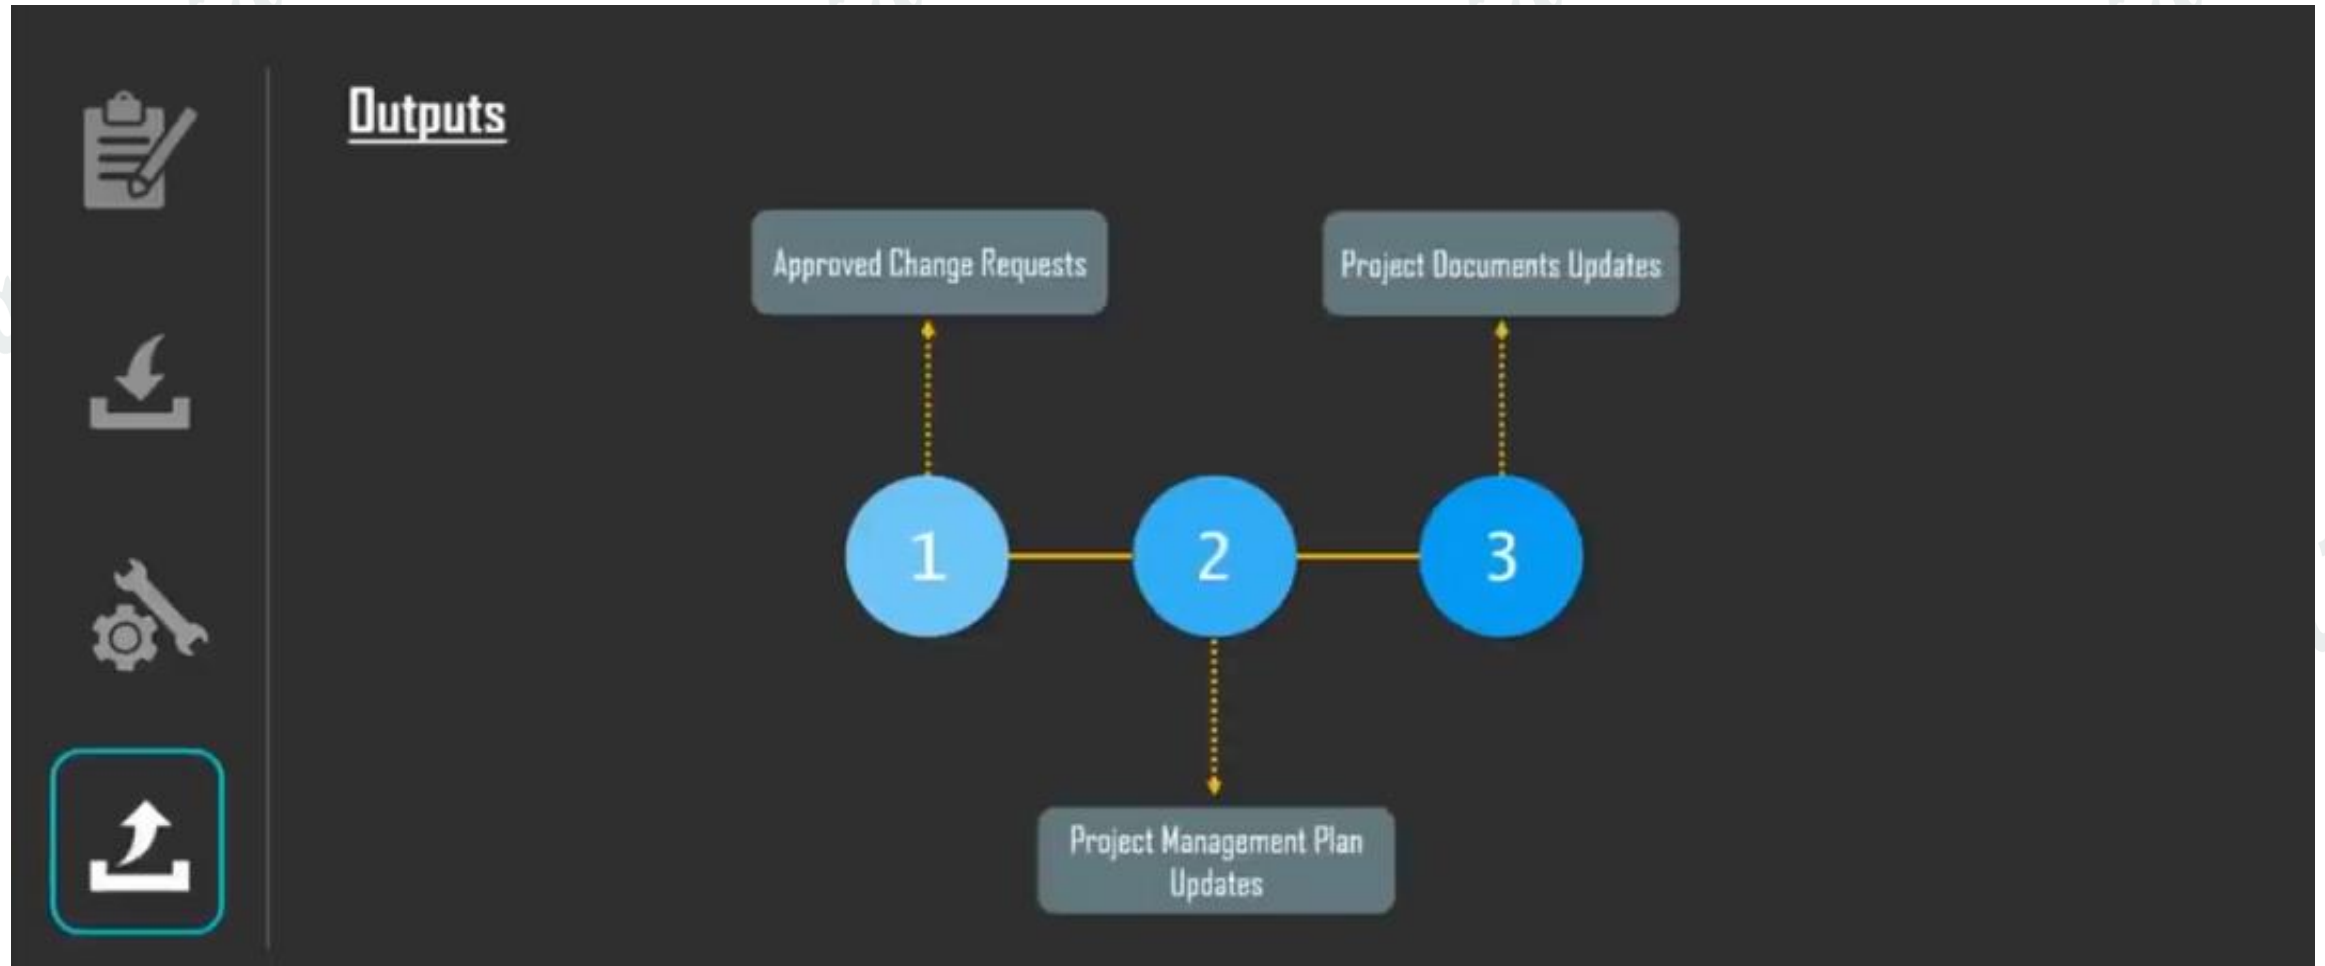 Outputs
Approved Change Requests
Project Documents Updates
1
2
3
Project Management Plan
Updates